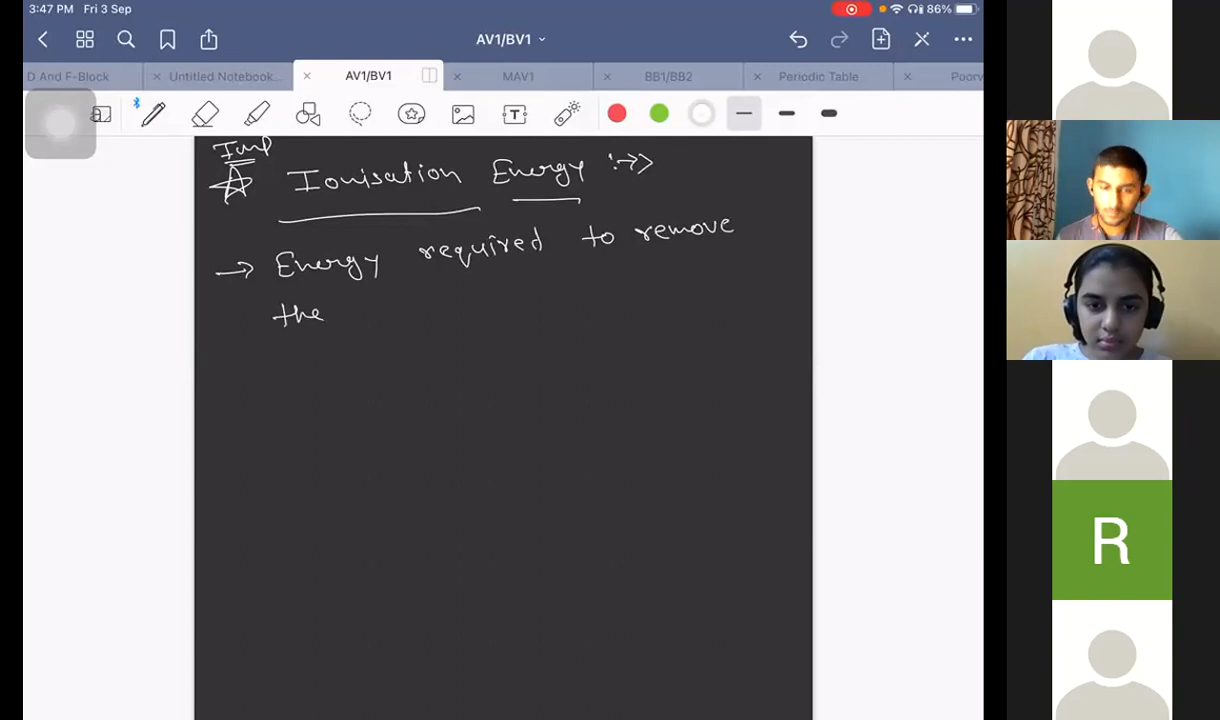 3:47 PM Fri 3 Sep
86%
AV1/BV1
D And F-Block
Untitled Notebook...
AV1/BV1
MAV1
BB1/BB2
Periodic Table
Poorv
T
Imp
Ionisation Energy :→>
→ Energy required to remove
the
R